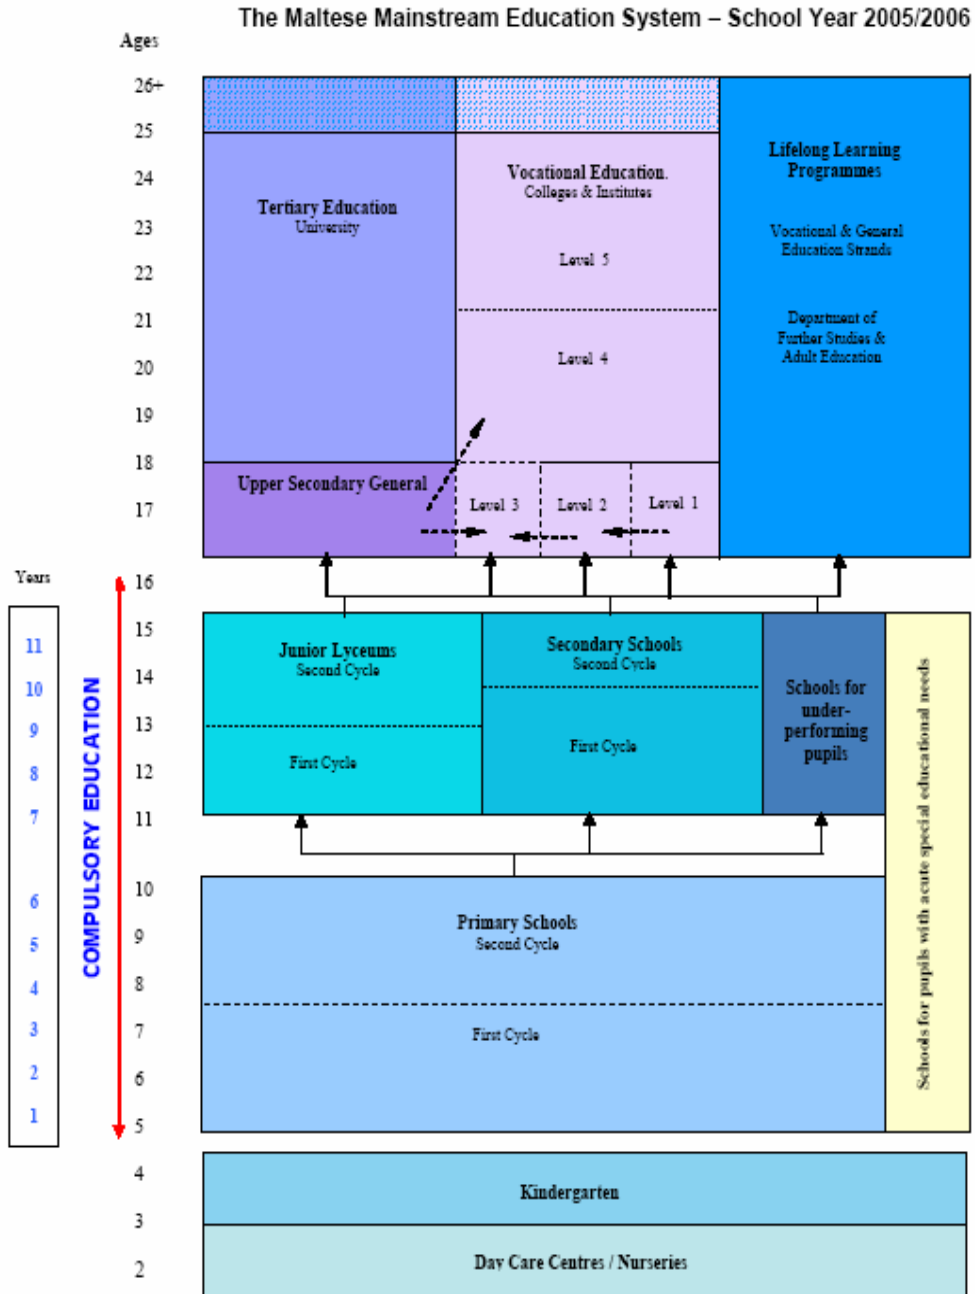 The Maltese Mainstream Education System – School Year 2005/2006
Ages
26+
25
24
23
22
21
20
19
18
17
16
15
14
13
12
11
10
9
8
7
6
5
4
3
2
Years
11
10
9
8
7
6
5
4
3
2
1
COMPULSORY EDUCATION
Tertiary Education
University
Vocational Education.
Colleges & Institutes
Level 5
Level 4
Lifelong Learning
Programmes
Vocational & General
Education Strands
Department of
Further Studies &
Adult Education
Upper Secondary General
Level 3
Level 2
Level 1
Junior Lyceums
Second Cycle
First Cycle
Secondary Schools
Second Cycle
First Cycle
Schools for
under-
performing
pupils
Schools for pupils with acute special educational needs
Primary Schools
Second Cycle
First Cycle
Kindergarten
Day Care Centres / Nurseries